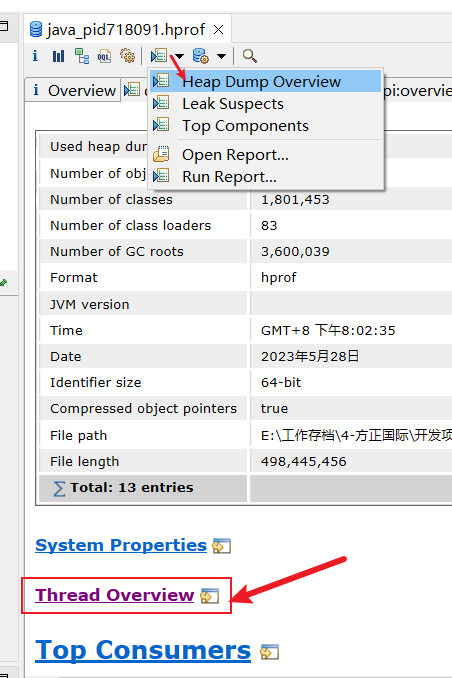 java_pid718091.hprof
Overview
pi:overvie
Heap Dump Overview
Leak Suspects
Top Components
Open Report...
Run Report...
Used heap dum
Number of obj
Number of classes 1,801,453
Number of class loaders 83
Number of GC roots 3,600,039
Format hprof
JVM version
Time GMT+8 下午8:02:35
Date 2023年5月28日
Identifier size 64-bit
Compressed object pointers true
File path E:\工作存档\4-方正国际\开发项
File length 498,445,456
∑ Total: 13 entries
System Properties
Thread Overview
Top Consumers